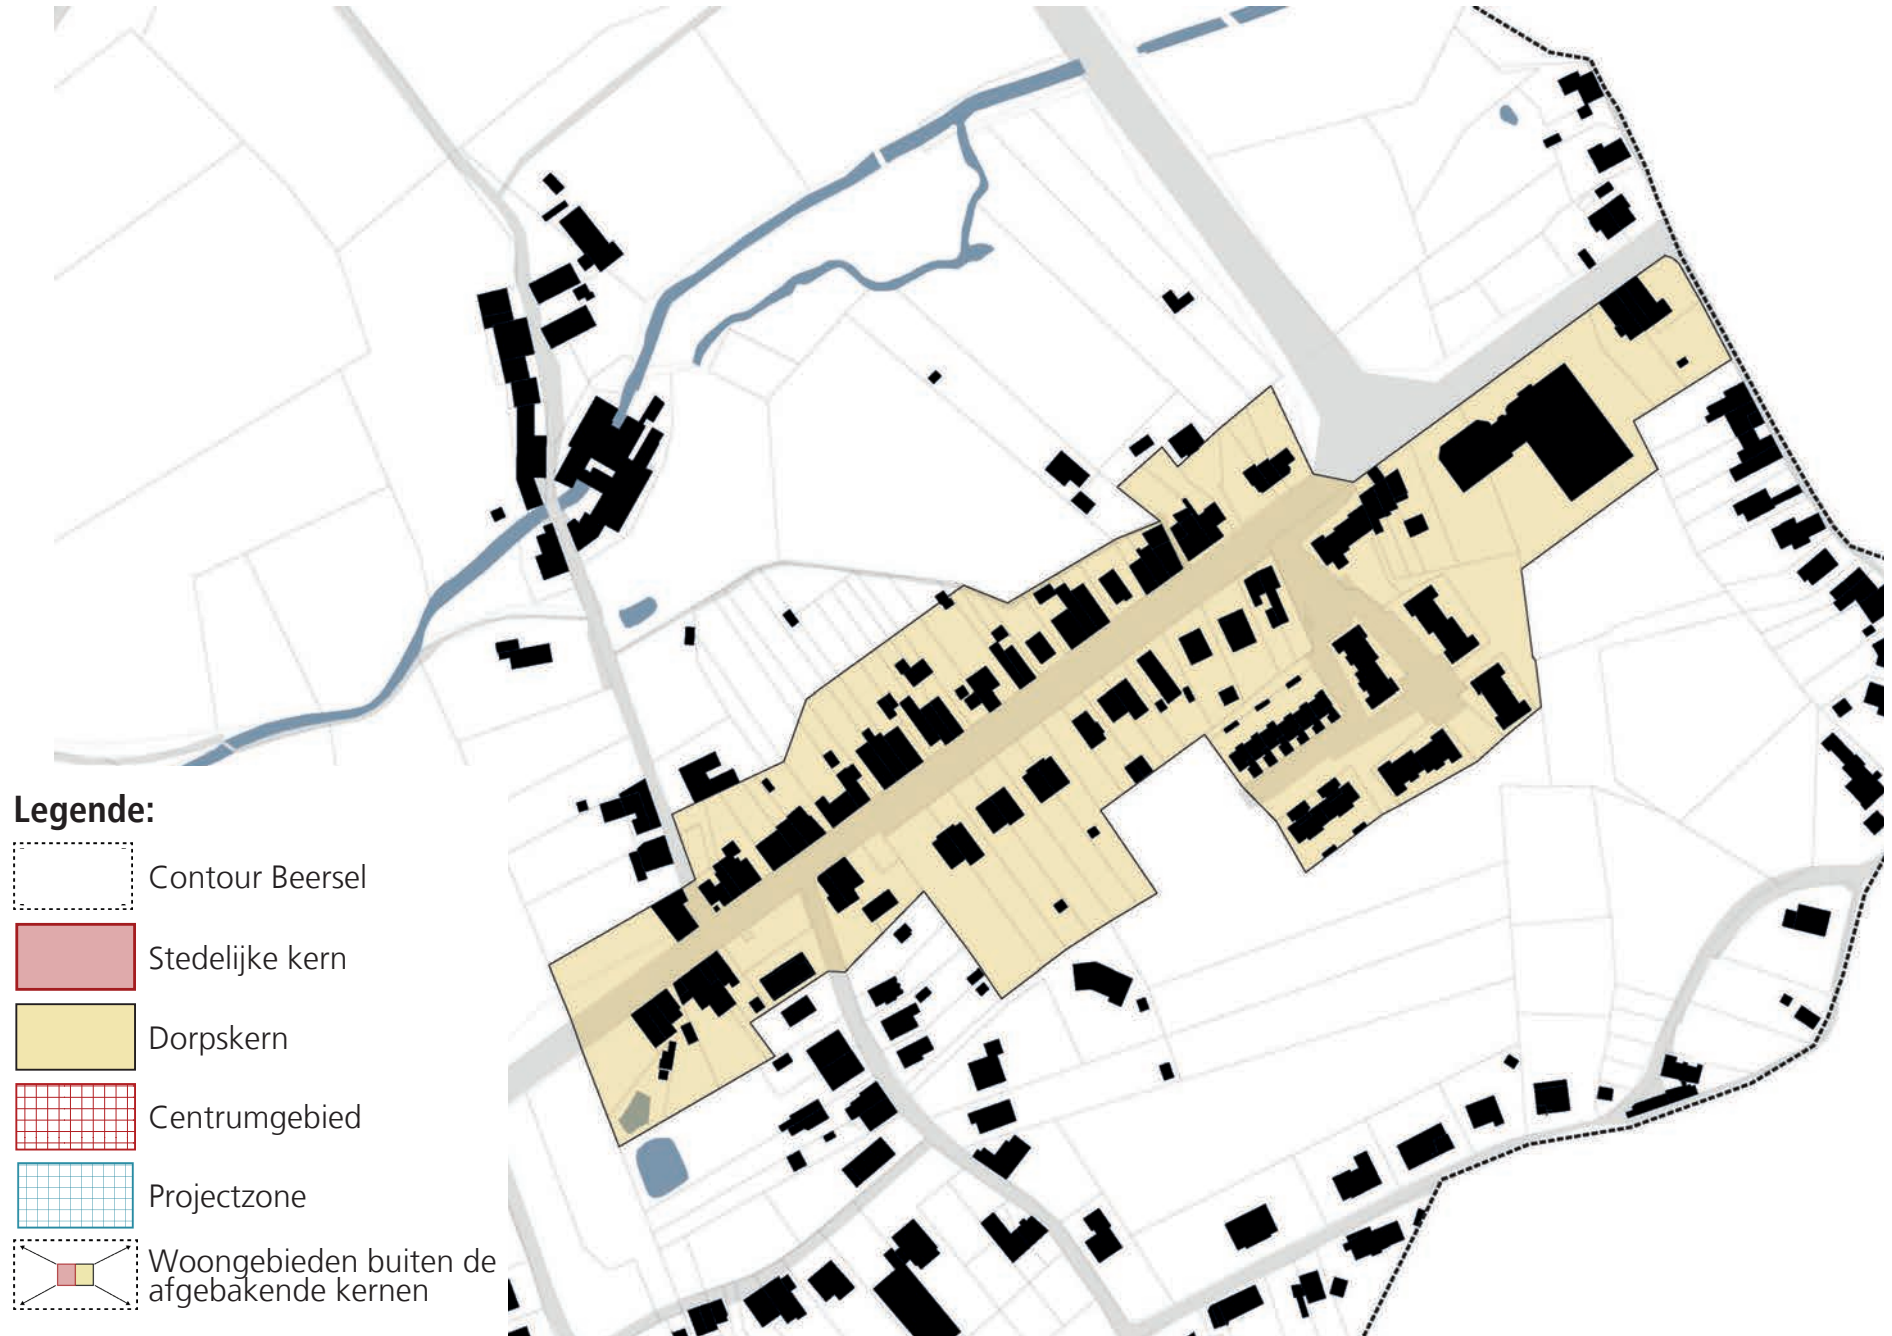 Legende:
Contour Beersel
Stedelijke kern
Dorpskern
Centrumgebied
Projectzone
Woongebieden buiten de
afgebakende kernen